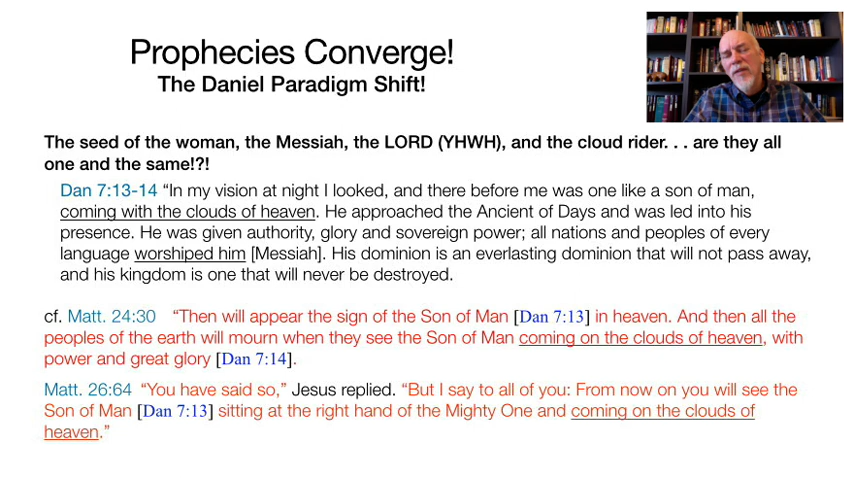 Prophecies Converge!
The Daniel Paradigm Shift!
The seed of the woman, the Messiah, the LORD (YHWH), and the cloud rider. . . are they all
one and the same!?!
Dan 7:13-14 “In my vision at night I looked, and there before me was one like a son of man,
coming with the clouds of heaven. He approached the Ancient of Days and was led into his
presence. He was given authority, glory and sovereign power; all nations and peoples of every
language worshiped him [Messiah]. His dominion is an everlasting dominion that will not pass away,
and his kingdom is one that will never be destroyed.
cf. Matt. 24:30 “Then will appear the sign of the Son of Man [Dan 7:13] in heaven. And then all the
peoples of the earth will mourn when they see the Son of Man coming on the clouds of heaven, with
power and great glory [Dan 7:14].
Matt. 26:64 “You have said so,” Jesus replied. “But I say to all of you: From now on you will see the
Son of Man [Dan 7:13] sitting at the right hand of the Mighty One and coming on the clouds of
heaven.”